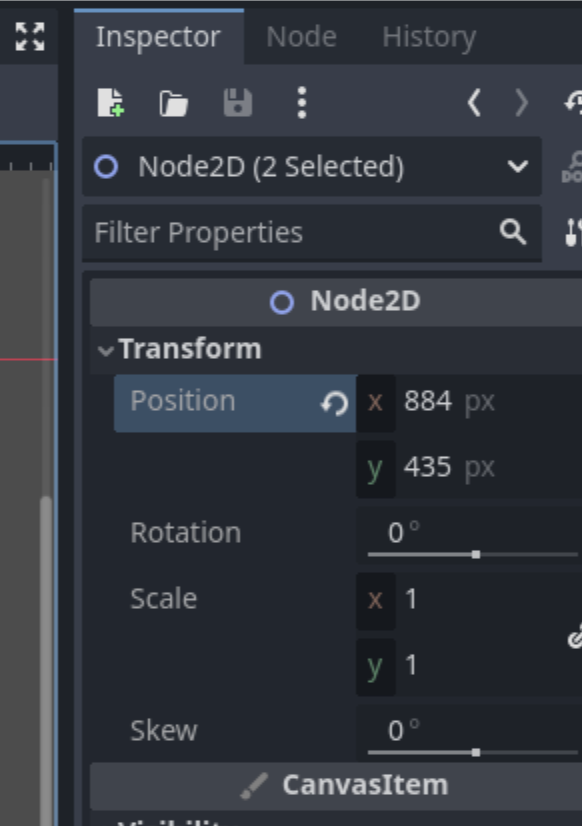 Inspector Node History
Node2D (2 Selected)
Filter Properties
Node2D
Transform
Position x 884 px
y 435 px
Rotation 0°
Scale x 1
y 1
Skew 0°
CanvasItem